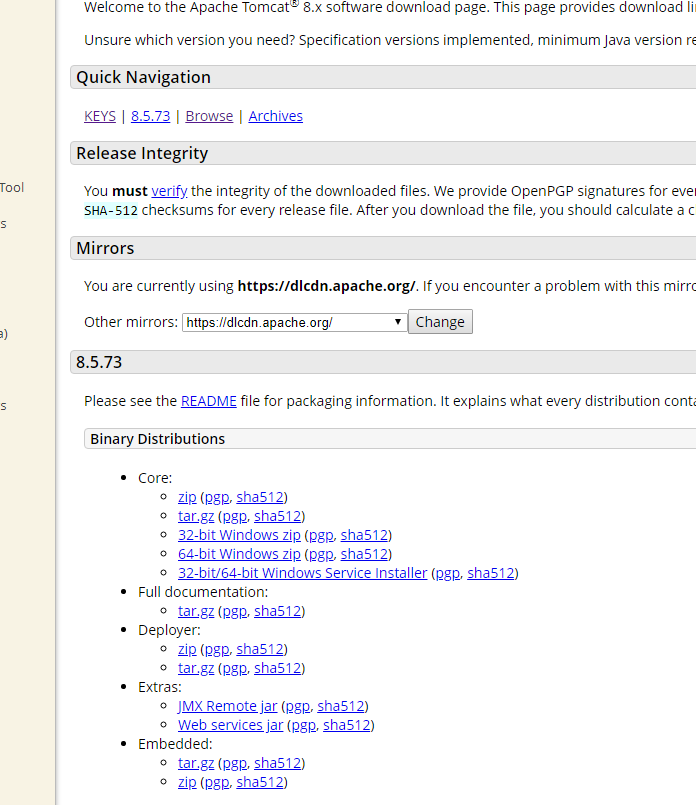 Welcome to the Apache Tomcat® 8.x software download page. This page provides download
Unsure which version you need? Specification versions implemented, minimum Java version
Quick Navigation
KEYS | 8.5.73 | Browse | Archives
Release Integrity
Tool
You must verify the integrity of the downloaded files. We provide OpenPGP signatures for
SHA-512 checksums for every release file. After you download the file, you should calculate a
s
Mirrors
You are currently using https://dlcdn.apache.org/. If you encounter a problem with this
Other mirrors: https://dlcdn.apache.org/ Change
a)
8.5.73
Please see the README file for packaging information. It explains what every distribution
s
Binary Distributions
Core:
zip (pgp, sha512)
tar.gz (pgp, sha512)
32-bit Windows zip (pgp, sha512)
64-bit Windows zip (pgp, sha512)
32-bit/64-bit Windows Service Installer (pgp, sha512)
Full documentation:
tar.gz (pgp, sha512)
Deployer:
zip (pgp, sha512)
tar.gz (pgp, sha512)
Extras:
JMX Remote jar (pgp, sha512)
Web services jar (pgp, sha512)
Embedded:
tar.gz (pgp, sha512)
zip (pgp, sha512)